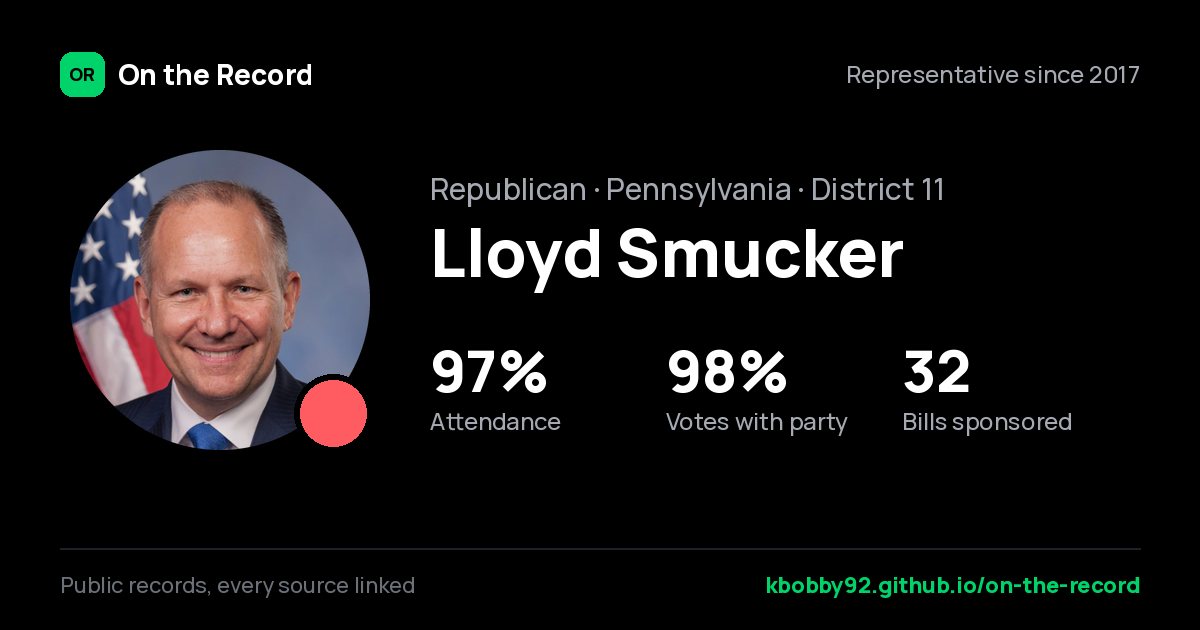 OR On the Record
Representative since 2017
Republican · Pennsylvania · District 11
Lloyd Smucker
97% 98% 32
Attendance Votes with party Bills sponsored
Public records, every source linked
kbobby92.github.io/on-the-record